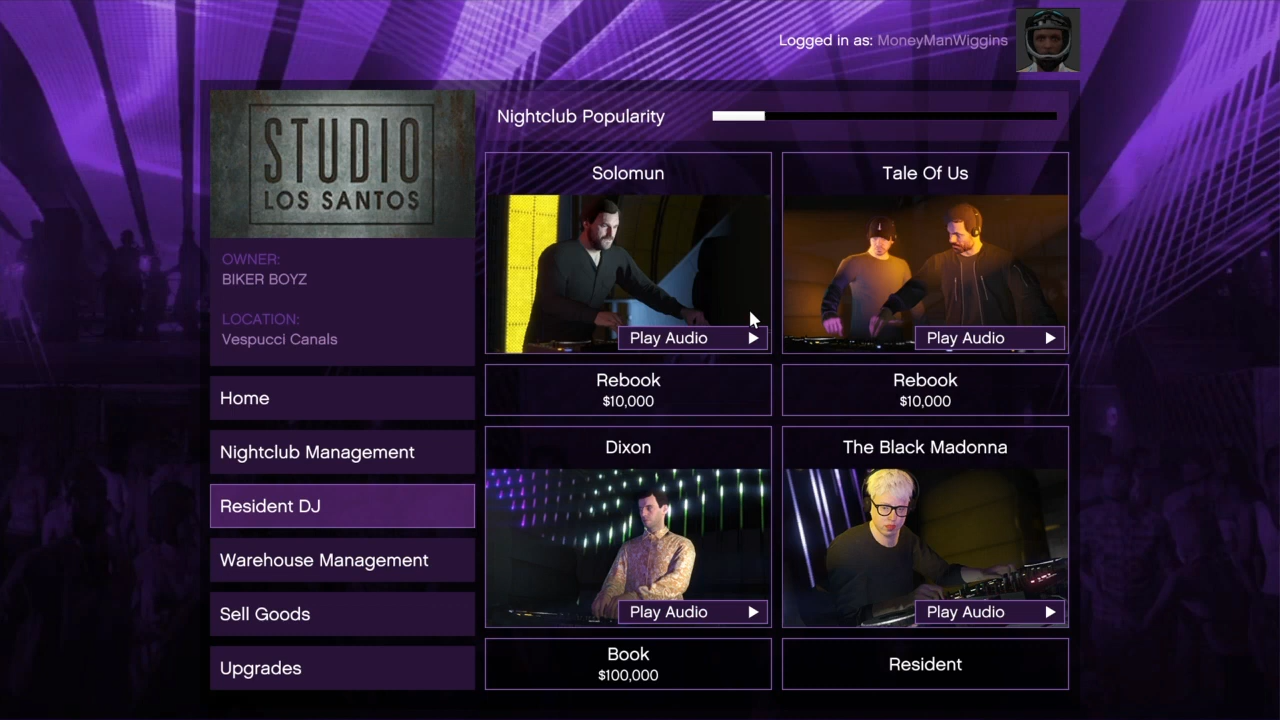 Logged in as: MoneyManWiggins
STUDIO
LOS SANTOS
OWNER:
BIKER BOYZ
LOCATION:
Vespucci Canals
Home
Nightclub Management
Resident DJ
Warehouse Management
Sell Goods
Upgrades
Nightclub Popularity
Solomun
Play Audio
Rebook
$10,000
Tale Of Us
Play Audio
Rebook
$10,000
Dixon
Play Audio
Book
$100,000
The Black Madonna
Play Audio
Resident